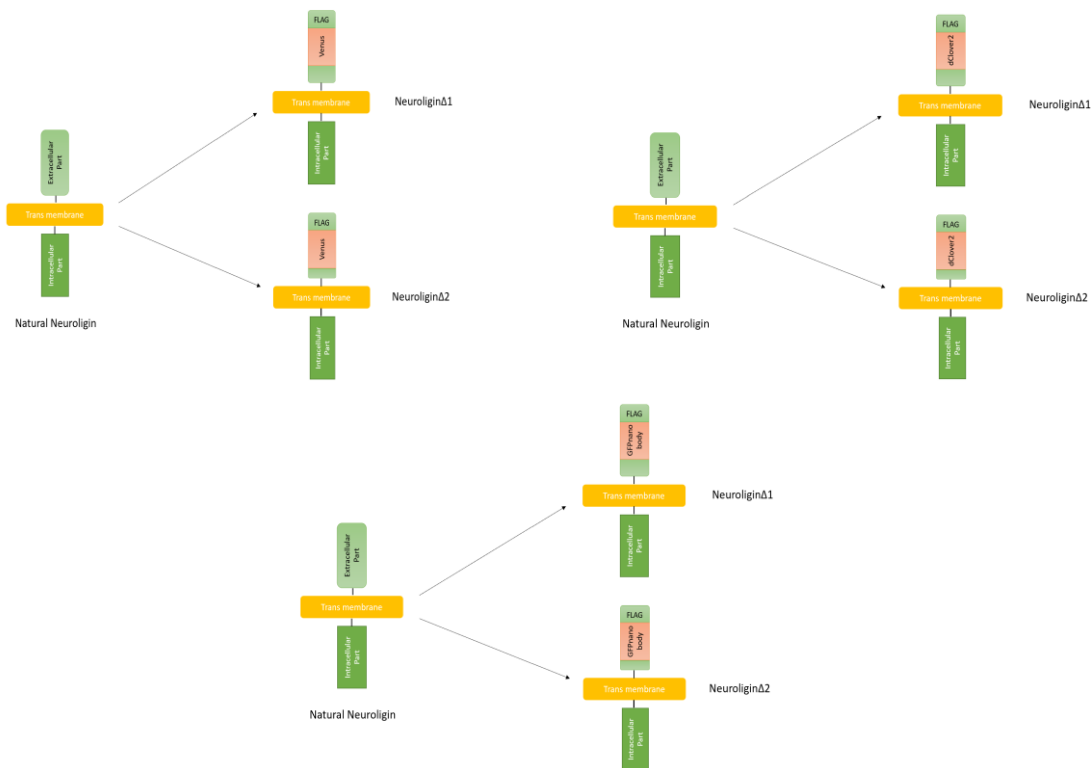 FLAG
Venus
Trans membrane
NeuroliginΔ1
Intracellular
Part
Extracellular
Part
Trans membrane
Intracellular
Part
Natural Neuroligin
FLAG
Venus
Trans membrane
NeuroliginΔ2
Intracellular
Part
FLAG
dClover2
Trans membrane
NeuroliginΔ1
Intracellular
Part
Extracellular
Part
Trans membrane
Intracellular
Part
Natural Neuroligin
FLAG
dClover2
Trans membrane
NeuroliginΔ2
Intracellular
Part
FLAG
GFPnano
body
Trans membrane
NeuroliginΔ1
Intracellular
Part
Extracellular
Part
Trans membrane
Intracellular
Part
Natural Neuroligin
FLAG
GFPnano
body
Trans membrane
NeuroliginΔ2
Intracellular
Part